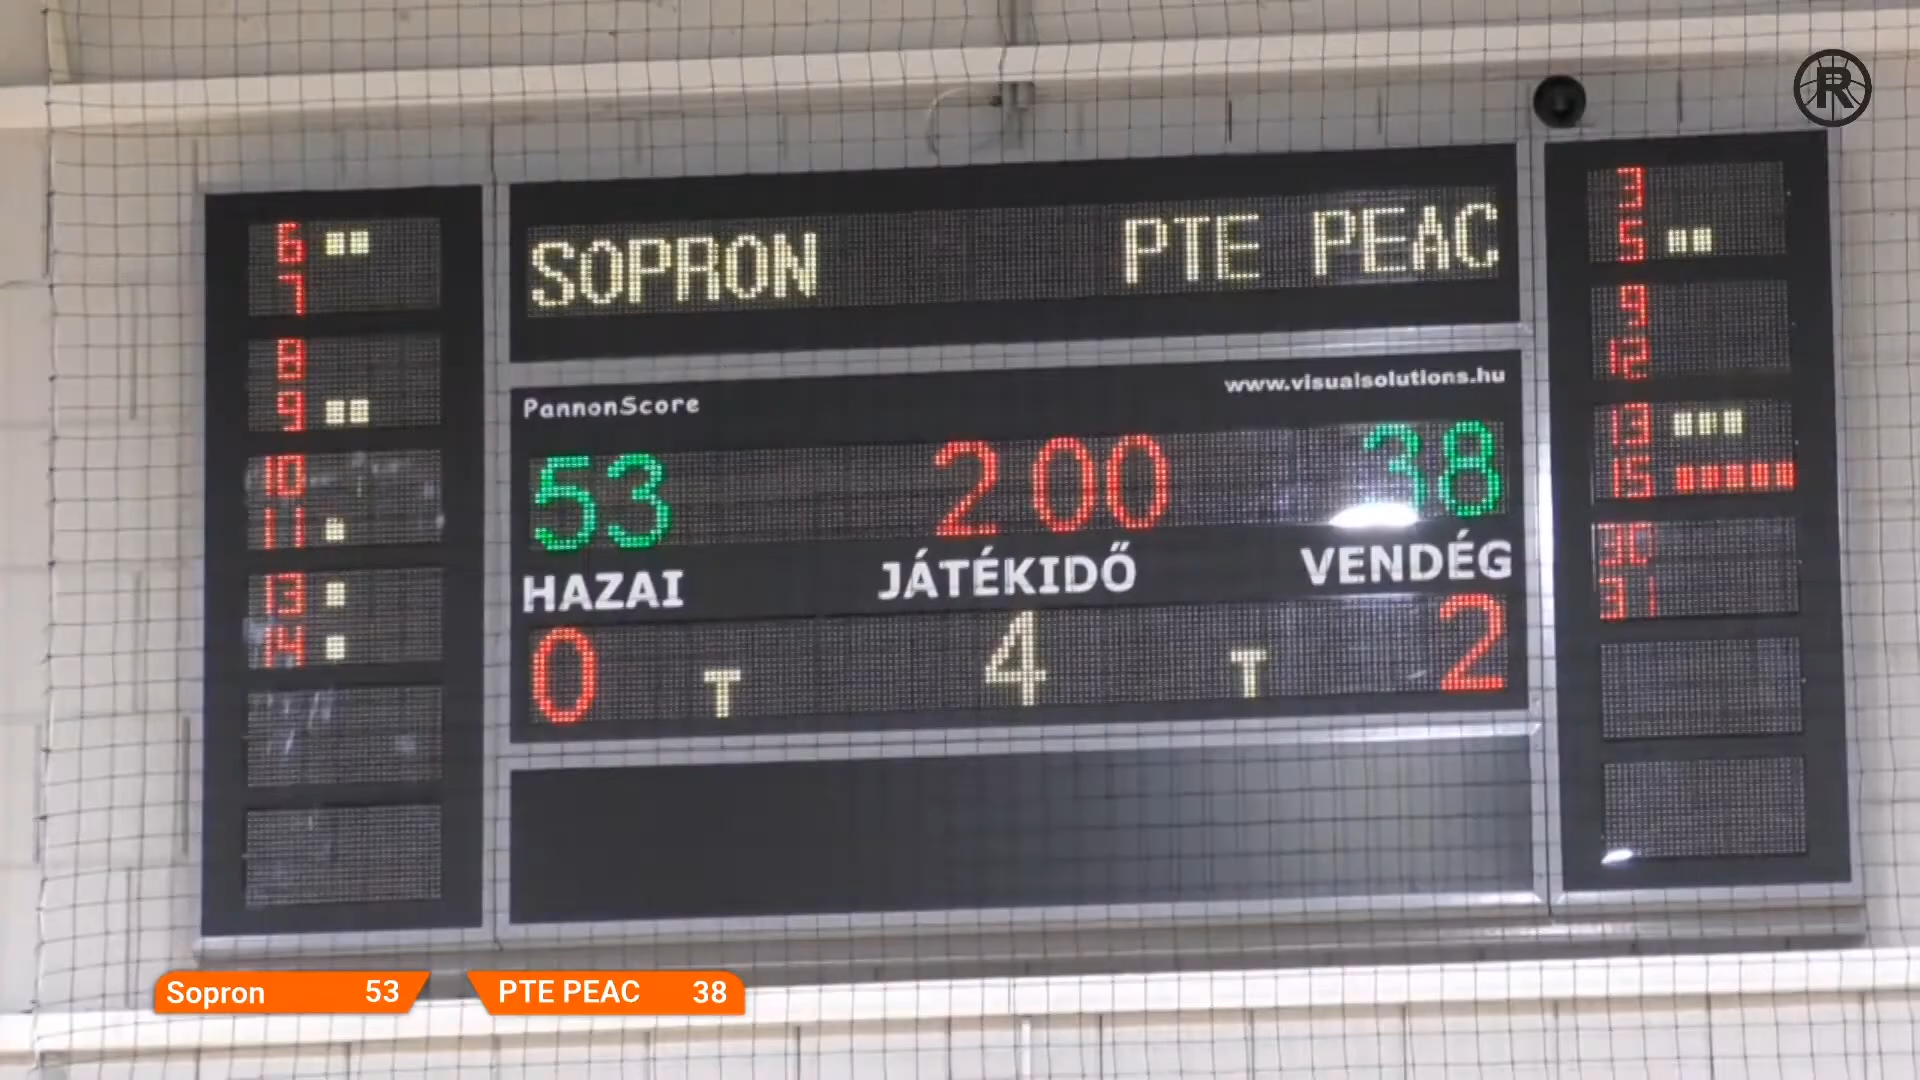 SOPRON PTE PEAC
PannonScore www.visualsolutions.hu
53 2 00 38
HAZAI JÁTÉKIDŐ VENDÉG
0 T 4 T 2
6
7
8
9
10
11
13
14
3
5
9
12
13
15
30
31
R
Sopron 53 PTE PEAC 38